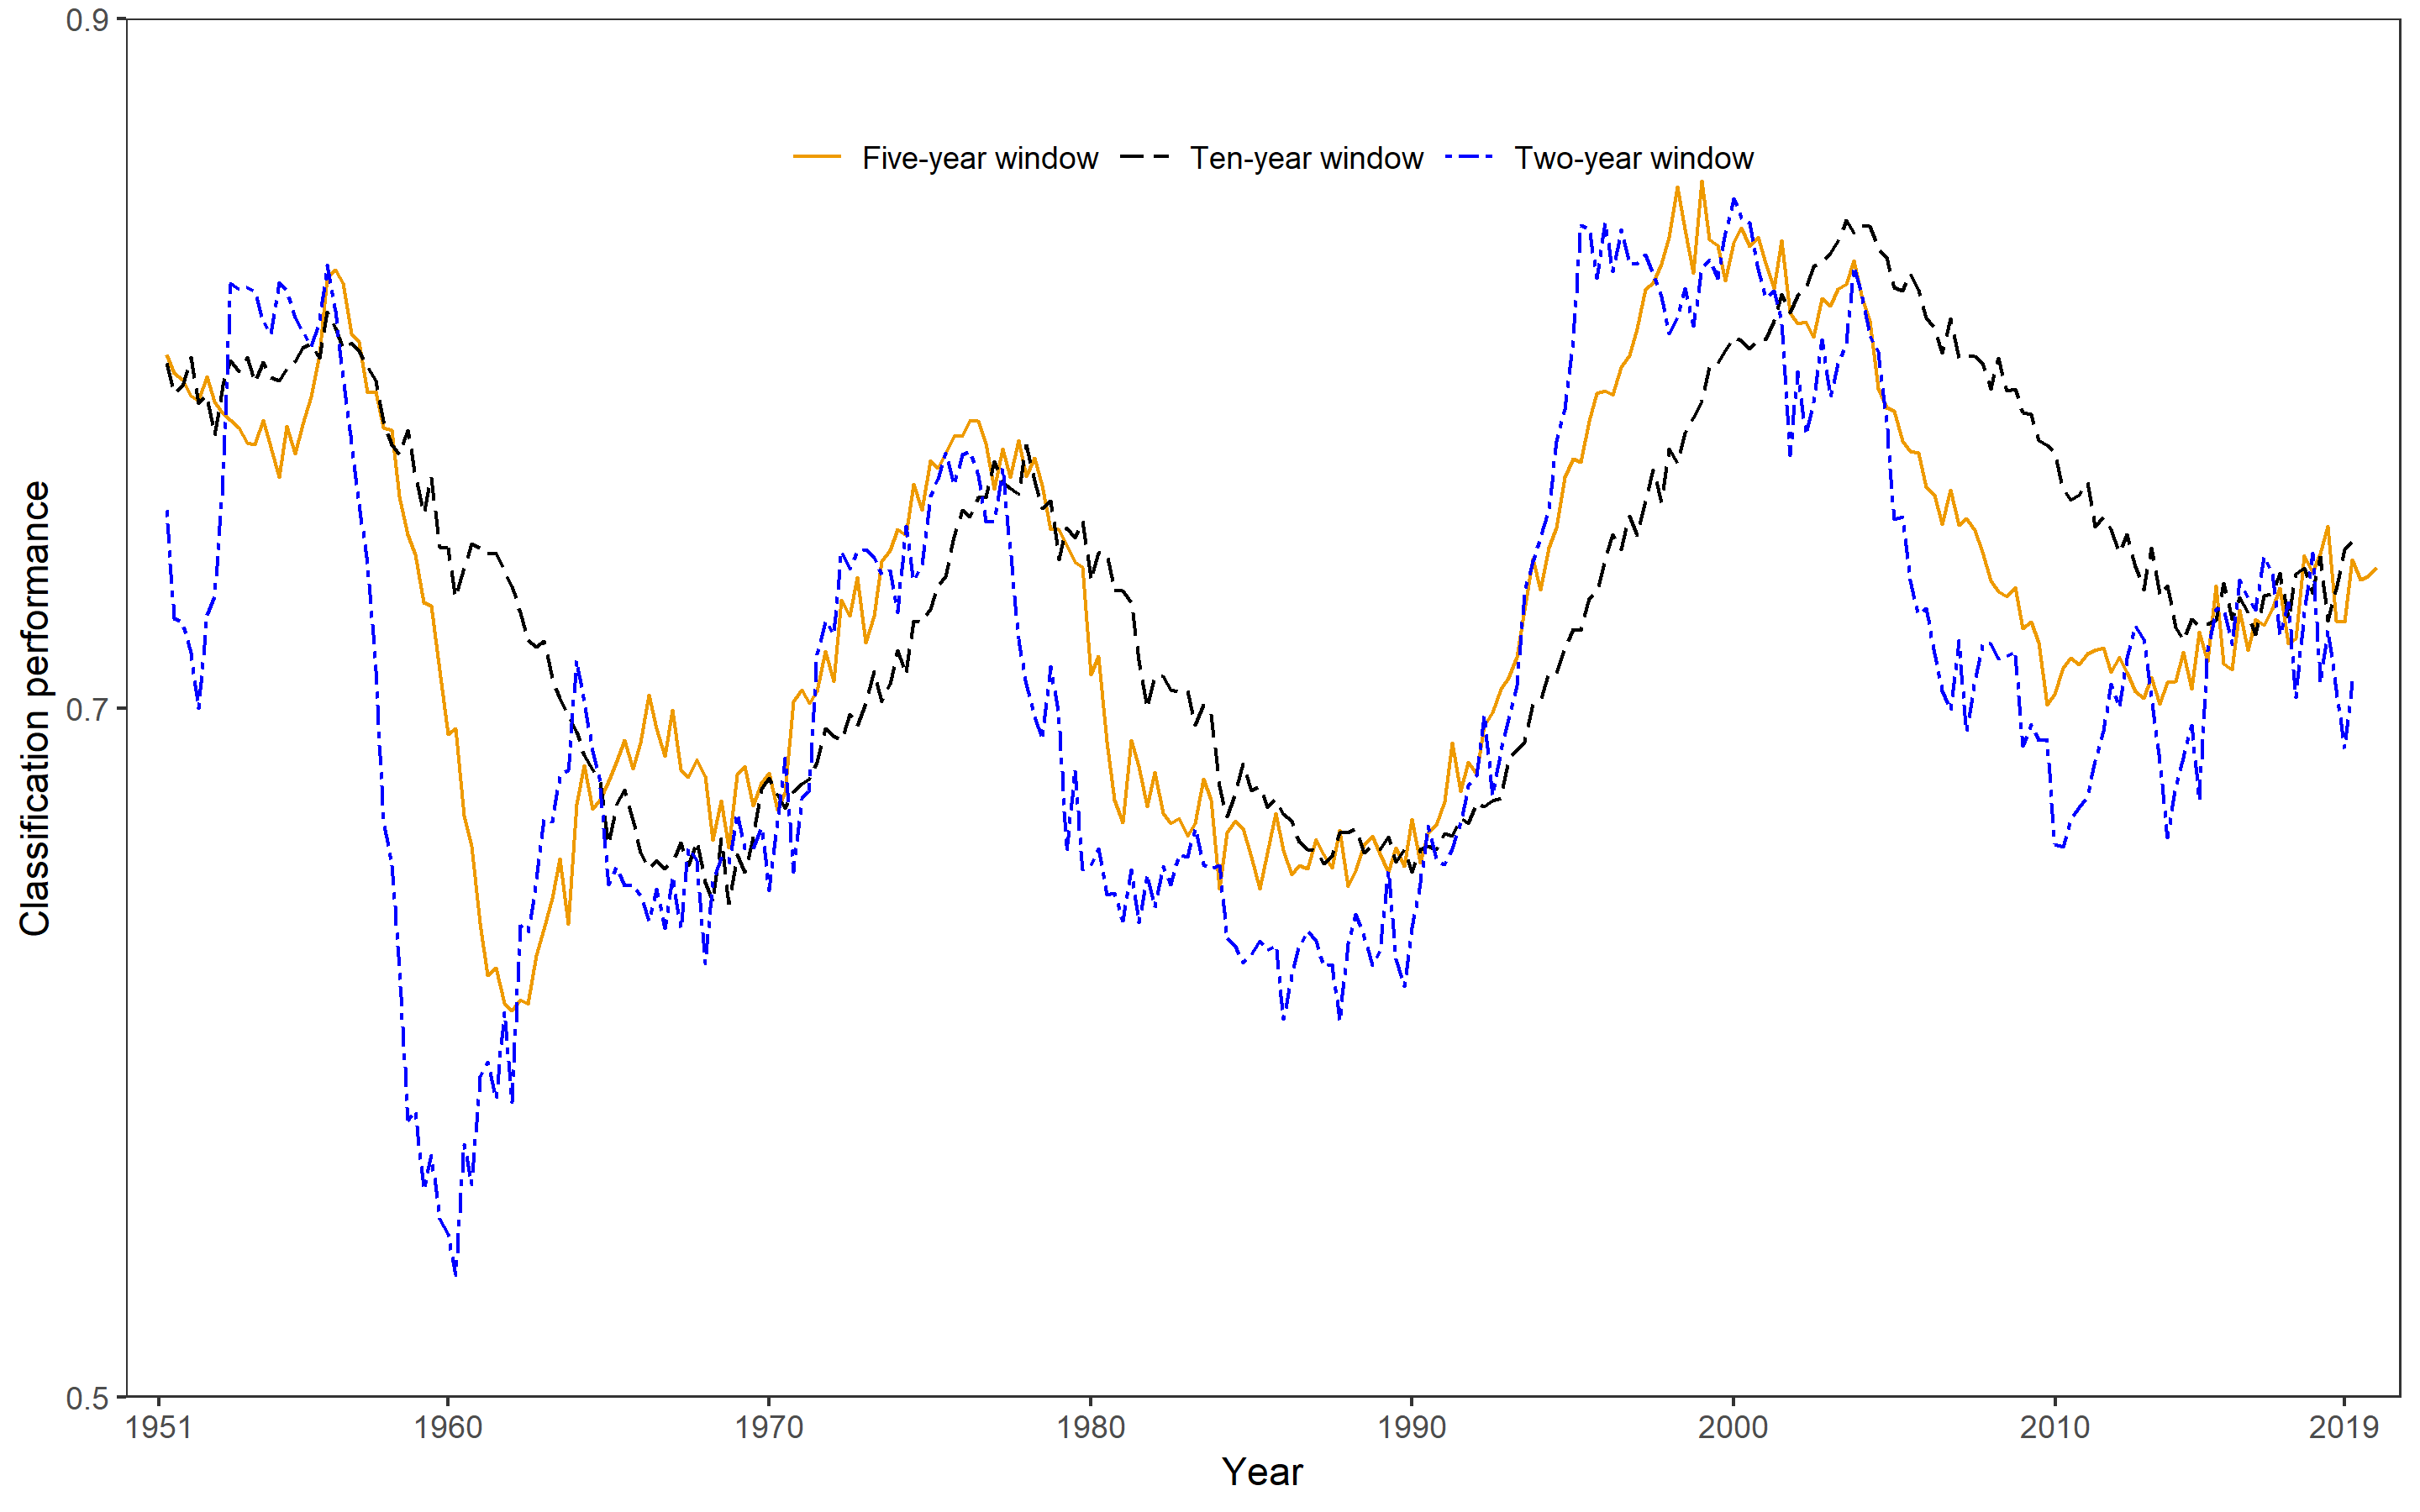 0.9
Five-year window Ten-year window Two-year window
Classification performance
0.7
0.5
1951 1960 1970 1980 1990 2000 2010 2019
Year